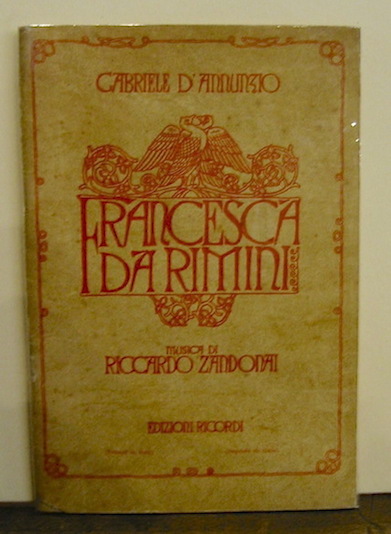 GABRIELE D'ANNUNZIO
FRANCESCA
DA RIMINI
MUSICA DI
RICCARDO ZANDONAI
EDIZIONI RICORDI